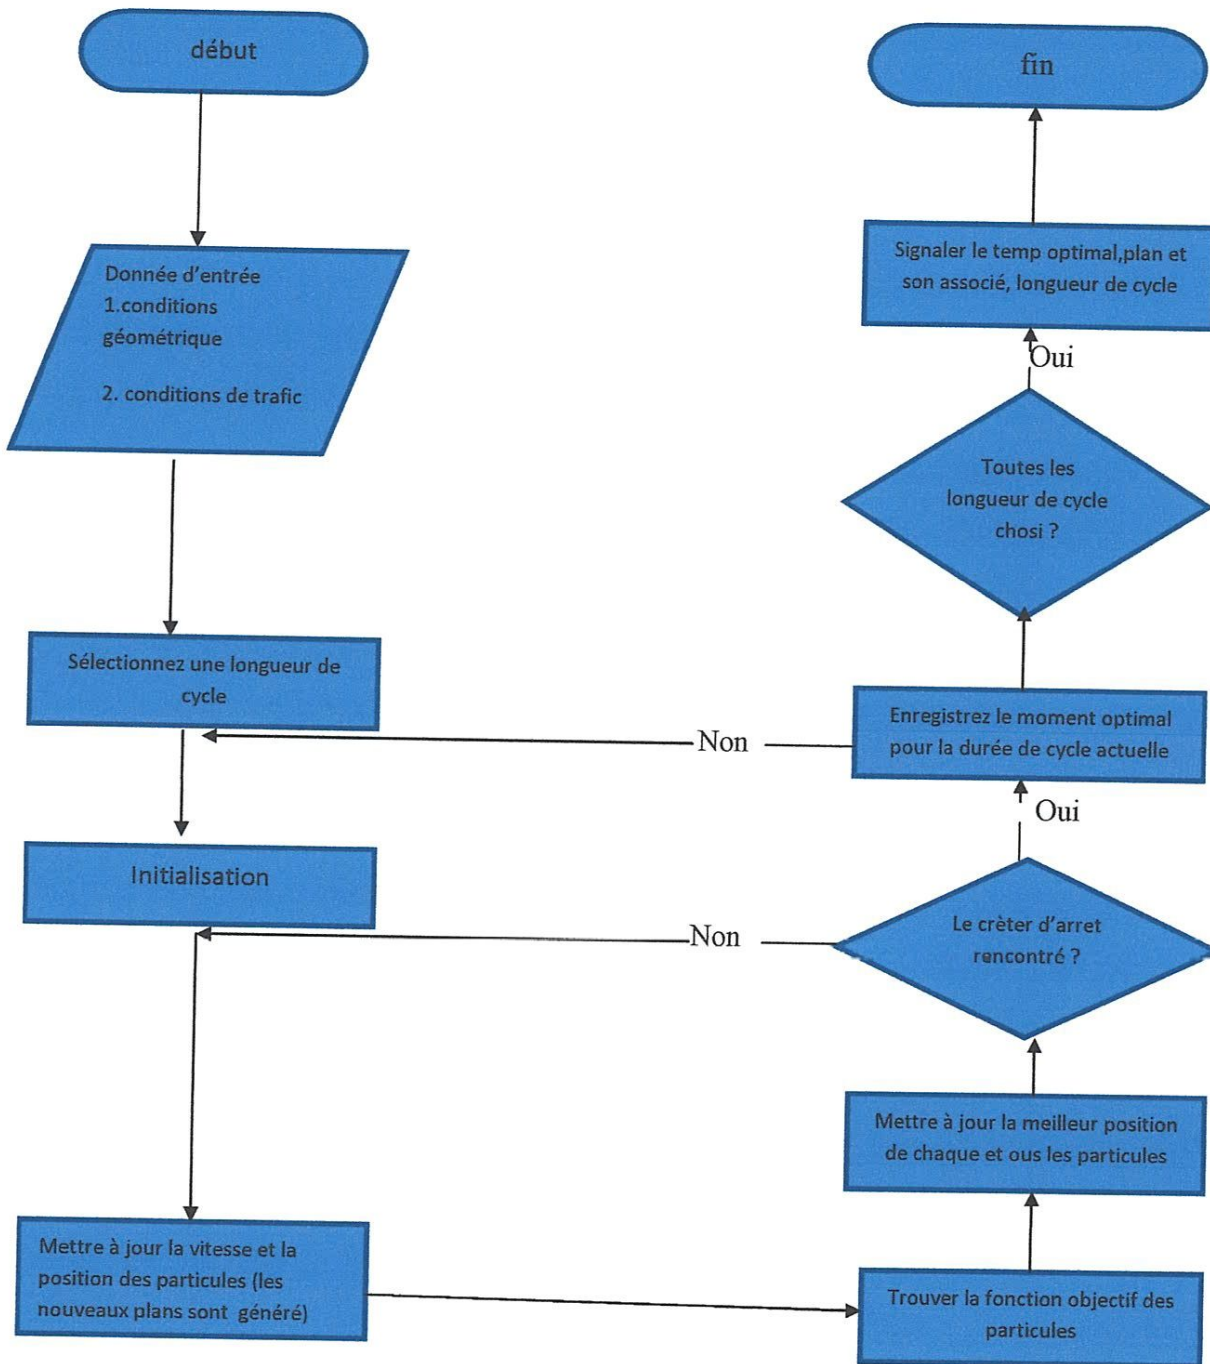 début
Donnée d'entrée
1.conditions
géométrique
2. conditions de trafic
Sélectionnez une longueur de
cycle
Initialisation
Mettre à jour la vitesse et la
position des particules (les
nouveaux plans sont généré)
Trouver la fonction objectif des
particules
Mettre à jour la meilleur position
de chaque et ous les particules
Le crèter d'arret
rencontré ?
Non
Oui
Enregistrez le moment optimal
pour la durée de cycle actuelle
Non
Toutes les
longueur de cycle
chosi ?
Oui
Signaler le temp optimal,plan et
son associé, longueur de cycle
fin